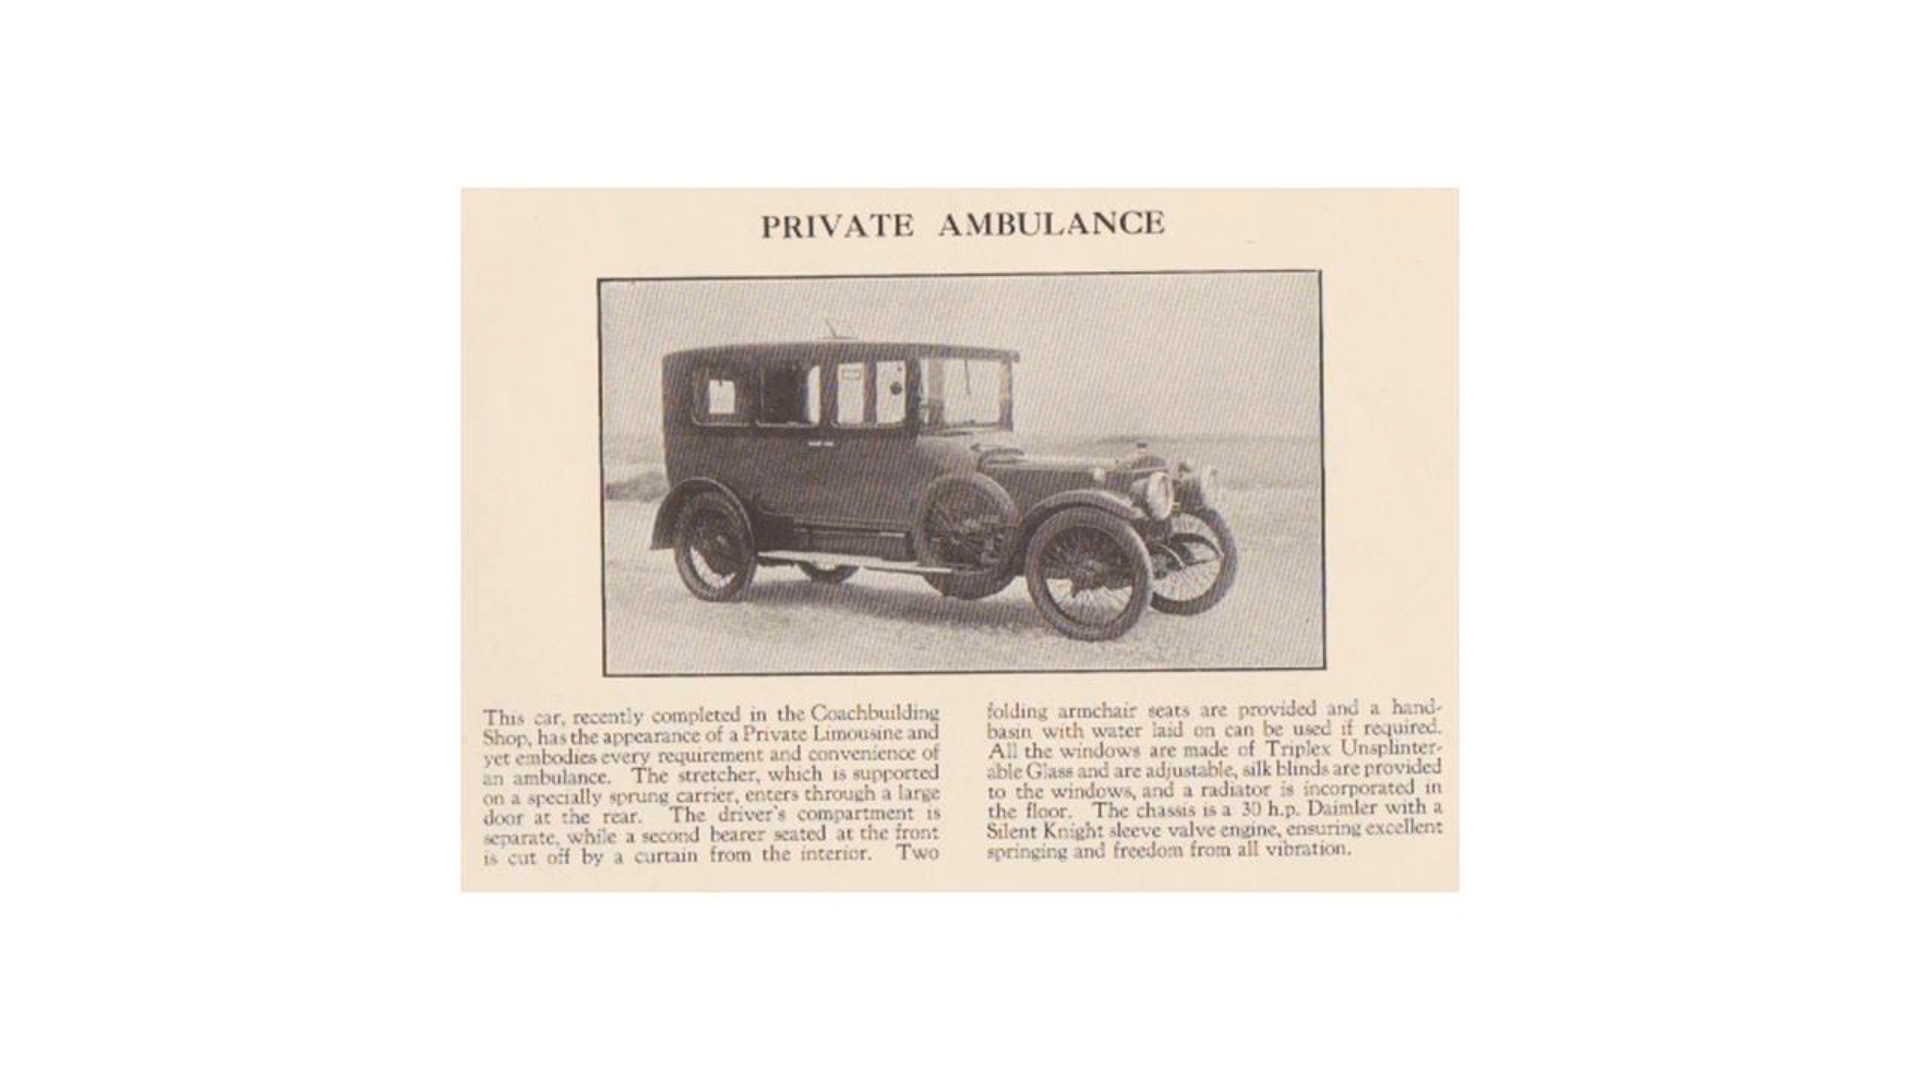 PRIVATE AMBULANCE
This car, recently completed in the Coachbuilding
Shop, has the appearance of a Private Limousine and
yet embodies every requirement and convenience of
an ambulance. The stretcher, which is supported
on a specially sprung carrier, enters through a large
door at the rear. The driver's compartment is
separate, while a second bearer seated at the front
is cut off by a curtain from the interior. Two
folding armchair seats are provided and a hand-
basin with water laid on can be used if required.
All the windows are made of Triplex Unsplinter-
able Glass and are adjustable, silk blinds are provided
to the windows, and a radiator is incorporated in
the floor. The chassis is a 30 h.p. Daimler with a
Silent Knight sleeve valve engine, ensuring excellent
springing and freedom from all vibration.